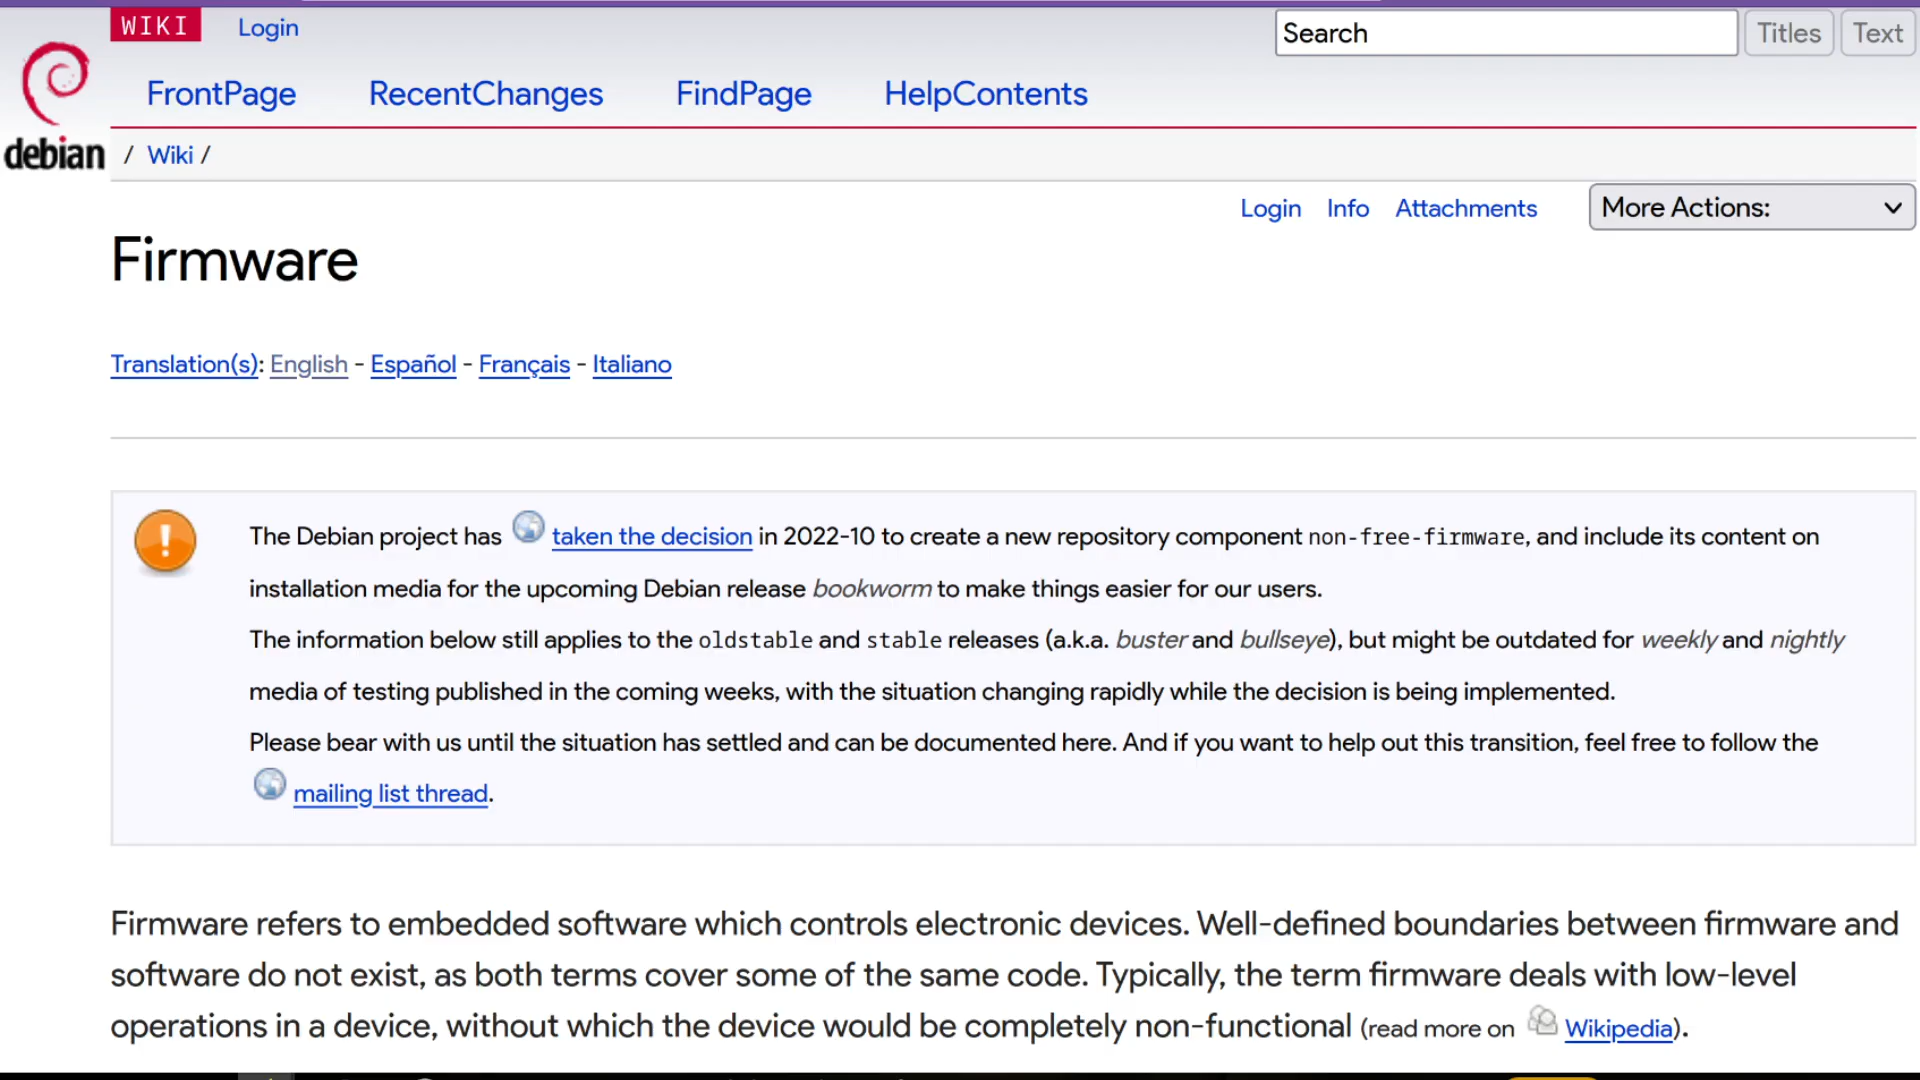 WIKI Login
Search Titles Text
FrontPage RecentChanges FindPage HelpContents
debian / Wiki /
Login Info Attachments More Actions:
Firmware
Translation(s): English - Español - Français - Italiano
The Debian project has taken the decision in 2022-10 to create a new repository component non-free-firmware, and include its content on
installation media for the upcoming Debian release bookworm to make things easier for our users.
The information below still applies to the oldstable and stable releases (a.k.a. buster and bullseye), but might be outdated for weekly and nightly
media of testing published in the coming weeks, with the situation changing rapidly while the decision is being implemented.
Please bear with us until the situation has settled and can be documented here. And if you want to help out this transition, feel free to follow the
mailing list thread.
Firmware refers to embedded software which controls electronic devices. Well-defined boundaries between firmware and
software do not exist, as both terms cover some of the same code. Typically, the term firmware deals with low-level
operations in a device, without which the device would be completely non-functional (read more on Wikipedia).